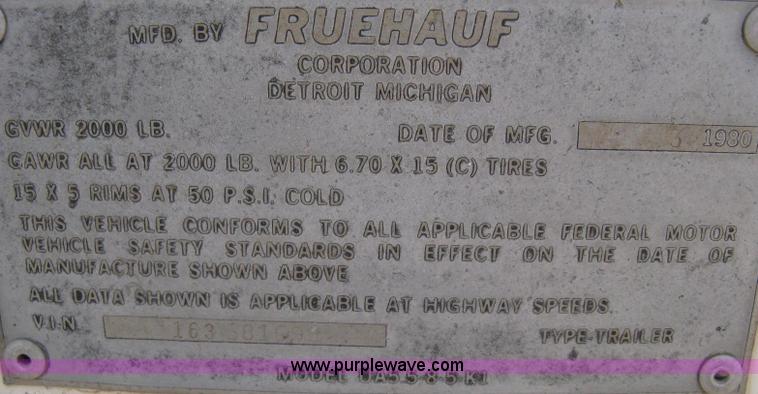 MFD. BY FRUEHAUF
CORPORATION
DETROIT MICHIGAN
GVWR 2000 LB. DATE OF MFG. 3 1980
GAWR ALL AT 2000 LB. WITH 6.70 X 15 (C) TIRES
15 X 5 RIMS AT 50 P.S.I. COLD
THIS VEHICLE CONFORMS TO ALL APPLICABLE FEDERAL MOTOR
VEHICLE SAFETY STANDARDS IN EFFECT ON THE DATE OF
MANUFACTURE SHOWN ABOVE
ALL DATA SHOWN IS APPLICABLE AT HIGHWAY SPEEDS.
V.I.N. TYPE-TRAILER
www.purplewave.com
MODEL